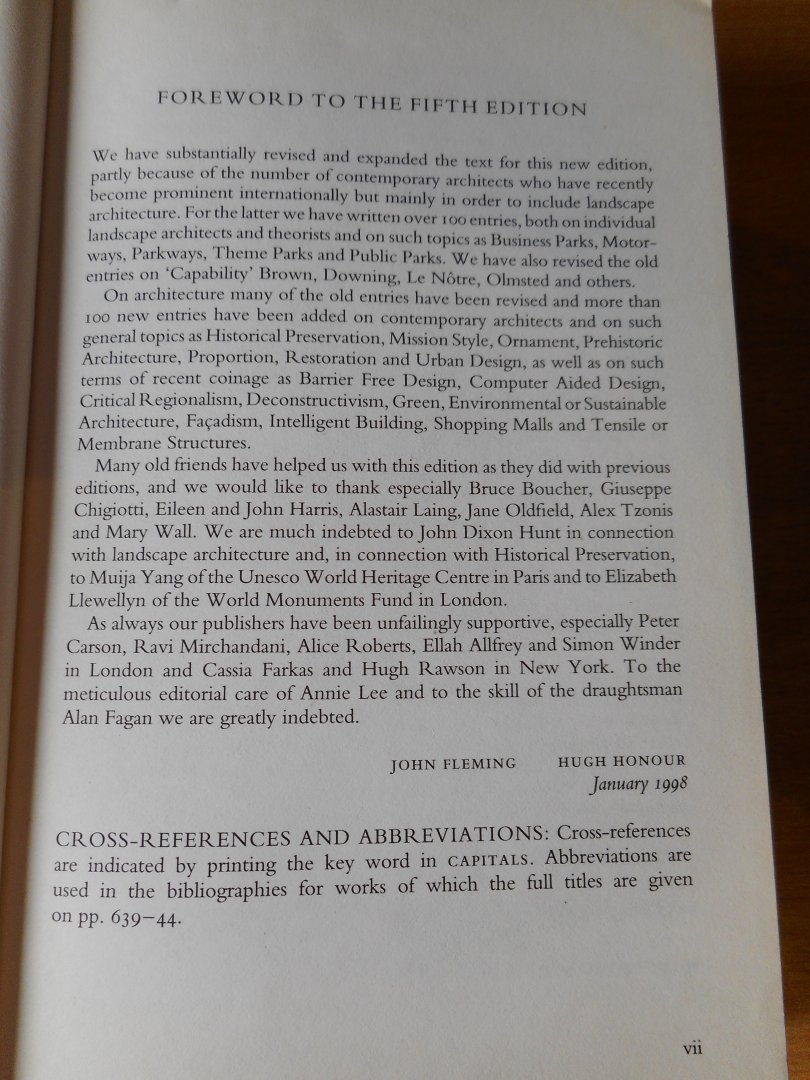 FOREWORD TO THE FIFTH EDITION
We have substantially revised and expanded the text for this new edition,
partly because of the number of contemporary architects who have recently
become prominent internationally but mainly in order to include landscape
architecture. For the latter we have written over 100 entries, both on individual
landscape architects and theorists and on such topics as Business Parks, Motor-
ways, Parkways, Theme Parks and Public Parks. We have also revised the old
entries on ‘Capability’ Brown, Downing, Le Nôtre, Olmsted and others.
On architecture many of the old entries have been revised and more than
100 new entries have been added on contemporary architects and on such
general topics as Historical Preservation, Mission Style, Ornament, Prehistoric
Architecture, Proportion, Restoration and Urban Design, as well as on such
terms of recent coinage as Barrier Free Design, Computer Aided Design,
Critical Regionalism, Deconstructivism, Green, Environmental or Sustainable
Architecture, Façadism, Intelligent Building, Shopping Malls and Tensile or
Membrane Structures.
Many old friends have helped us with this edition as they did with previous
editions, and we would like to thank especially Bruce Boucher, Giuseppe
Chigiotti, Eileen and John Harris, Alastair Laing, Jane Oldfield, Alex Tzonis
and Mary Wall. We are much indebted to John Dixon Hunt in connection
with landscape architecture and, in connection with Historical Preservation,
to Muija Yang of the Unesco World Heritage Centre in Paris and to Elizabeth
Llewellyn of the World Monuments Fund in London.
As always our publishers have been unfailingly supportive, especially Peter
Carson, Ravi Mirchandani, Alice Roberts, Ellah Allfrey and Simon Winder
in London and Cassia Farkas and Hugh Rawson in New York. To the
meticulous editorial care of Annie Lee and to the skill of the draughtsman
Alan Fagan we are greatly indebted.
JOHN FLEMING HUGH HONOUR
January 1998
CROSS-REFERENCES AND ABBREVIATIONS: Cross-references
are indicated by printing the key word in CAPITALS. Abbreviations are
used in the bibliographies for works of which the full titles are given
on pp. 639–44.
vii